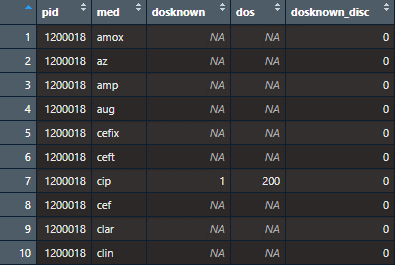 pid med dosknown dos dosknown_disc
1 1200018 amox NA NA 0
2 1200018 az NA NA 0
3 1200018 amp NA NA 0
4 1200018 aug NA NA 0
5 1200018 cefix NA NA 0
6 1200018 ceft NA NA 0
7 1200018 cip 1 200 0
8 1200018 cef NA NA 0
9 1200018 clar NA NA 0
10 1200018 clin NA NA 0